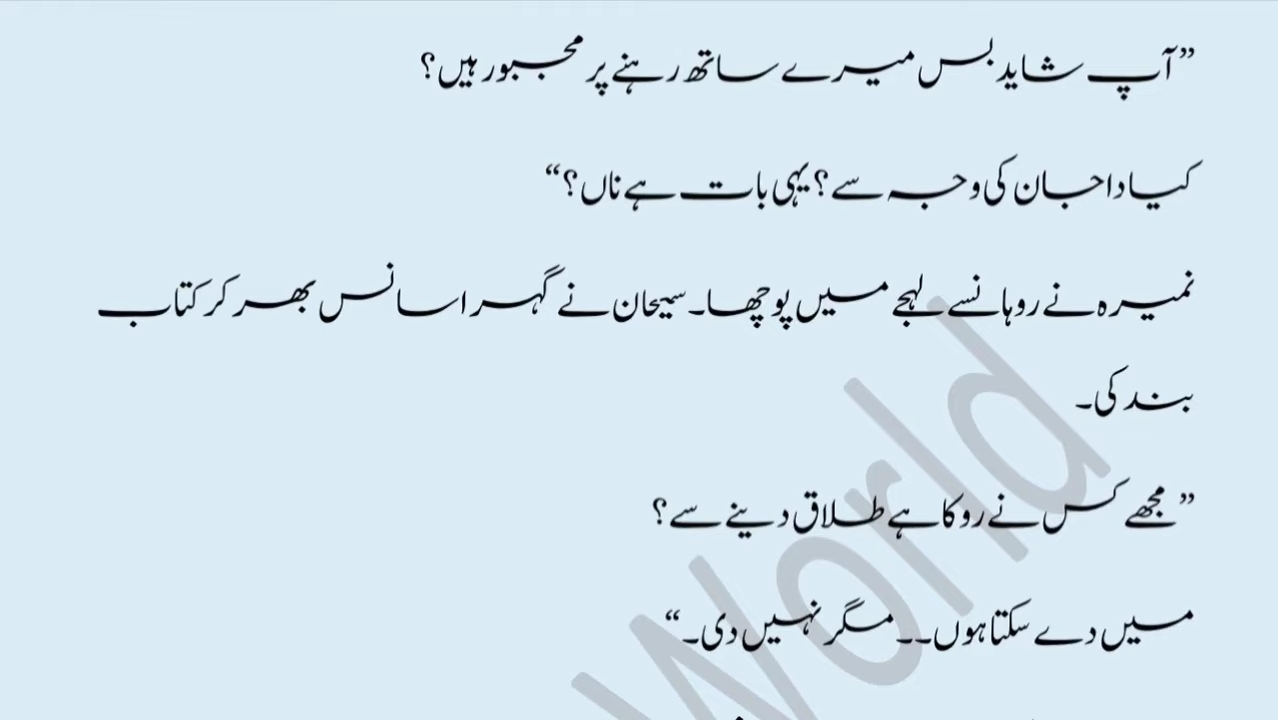 ”آپ شاید بس میرے ساتھ رہنے پر مجبور ہیں؟
کیا داجان کی وجہ سے؟ یہی بات ہے ناں؟“
نمیرہ نے روہانسے لہجے میں پوچھا۔ سمیحان نے گہرا سانس بھر کر کتاب
بند کی۔
”مجھے کس نے روکا ہے طلاق دینے سے؟
میں دے سکتا ہوں۔۔ مگر نہیں دی۔“
World